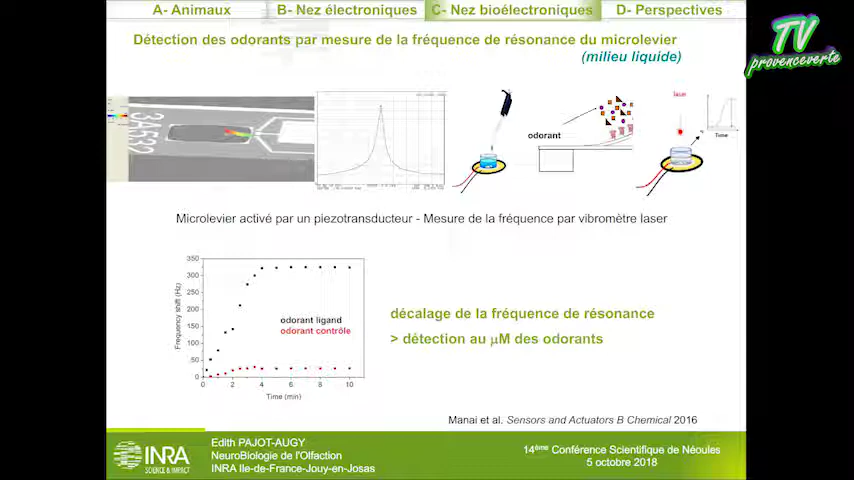 A- Animaux
B- Nez électroniques
C- Nez bioélectroniques
D- Perspectives
TV
provenceverte
Détection des odorants par mesure de la fréquence de résonance du microlevier
(milieu liquide)
3A532
odorant
laser
Time
Microlevier activé par un piezotransducteur - Mesure de la fréquence par vibromètre laser
Frequency shift (Hz)
350
300
250
200
150
100
50
0
0
2
4
6
8
10
Time (min)
odorant ligand
odorant contrôle
décalage de la fréquence de résonance
> détection au µM des odorants
Manai et al. Sensors and Actuators B Chemical 2016
INRA
SCIENCE & IMPACT
Edith PAJOT-AUGY
NeuroBiologie de l'Olfaction
INRA Ile-de-France-Jouy-en-Josas
14ème Conférence Scientifique de Néoules
5 octobre 2018